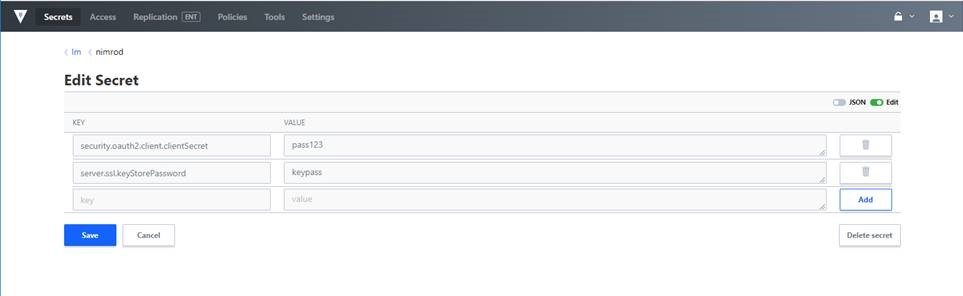 Secrets Access Replication ENT Policies Tools Settings
lm nimrod
Edit Secret
JSON Edit
KEY VALUE
security.oauth2.client.clientSecret pass123
server.ssl.keyStorePassword keypass
key value Add
Save Cancel Delete secret